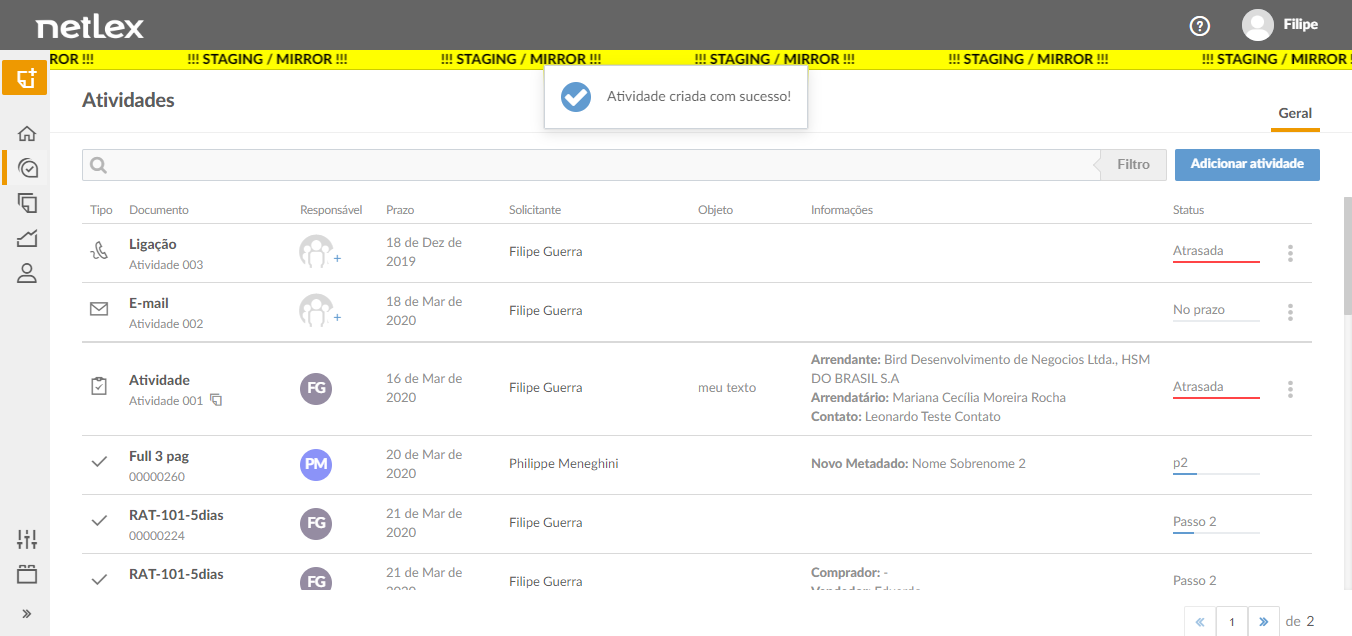 netlex
Filipe
ROR !!! !!! STAGING / MIRROR !!! !!! STAGING / MIRROR !!! !!! STAGING / MIRROR !!! !!! STAGING / MIRROR !!! !!! STAGING / MIRROR !
Atividades
Atividade criada com sucesso!
Geral
Filtro
Adicionar atividade
Tipo Documento Responsável Prazo Solicitante Objeto Informações Status
Ligação
Atividade 003
+
18 de Dez de
2019
Filipe Guerra
Atrasada
E-mail
Atividade 002
+
18 de Mar de
2020
Filipe Guerra
No prazo
Atividade
Atividade 001
FG
16 de Mar de
2020
Filipe Guerra
meu texto
Arrendante: Bird Desenvolvimento de Negocios Ltda., HSM
DO BRASIL S.A
Arrendatário: Mariana Cecília Moreira Rocha
Contato: Leonardo Teste Contato
Atrasada
Full 3 pag
00000260
PM
20 de Mar de
2020
Philippe Meneghini
Novo Metadado: Nome Sobrenome 2
p2
RAT-101-5dias
00000224
FG
21 de Mar de
2020
Filipe Guerra
Passo 2
RAT-101-5dias
FG
21 de Mar de
2020
Filipe Guerra
Comprador: -
Vendedor: Eduardo
Passo 2
« 1 » de 2
»